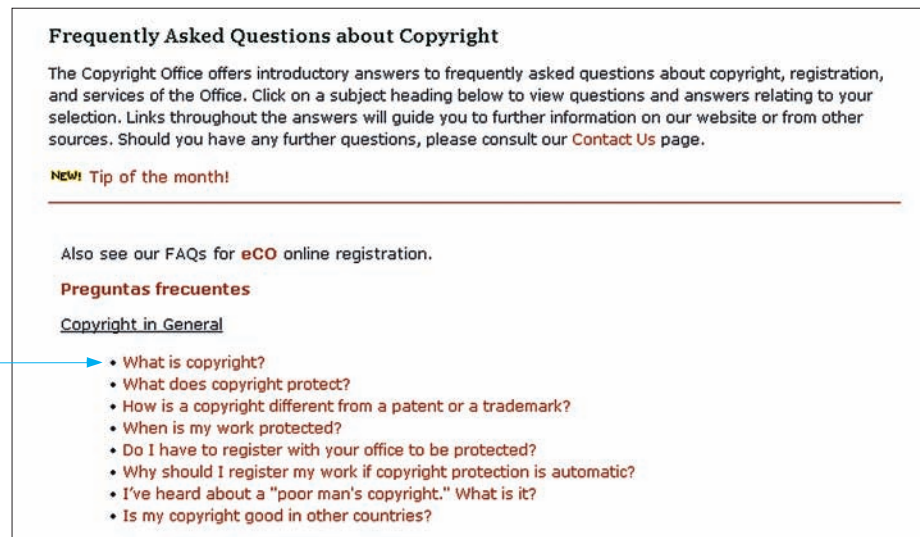 Frequently Asked Questions about Copyright
The Copyright Office offers introductory answers to frequently asked questions about copyright, registration,
and services of the Office. Click on a subject heading below to view questions and answers relating to your
selection. Links throughout the answers will guide you to further information on our website or from other
sources. Should you have any further questions, please consult our Contact Us page.
NEW! Tip of the month!
Also see our FAQs for eCO online registration.
Preguntas frecuentes
Copyright in General
• What is copyright?
• What does copyright protect?
• How is a copyright different from a patent or a trademark?
• When is my work protected?
• Do I have to register with your office to be protected?
• Why should I register my work if copyright protection is automatic?
• I've heard about a "poor man's copyright." What is it?
• Is my copyright good in other countries?